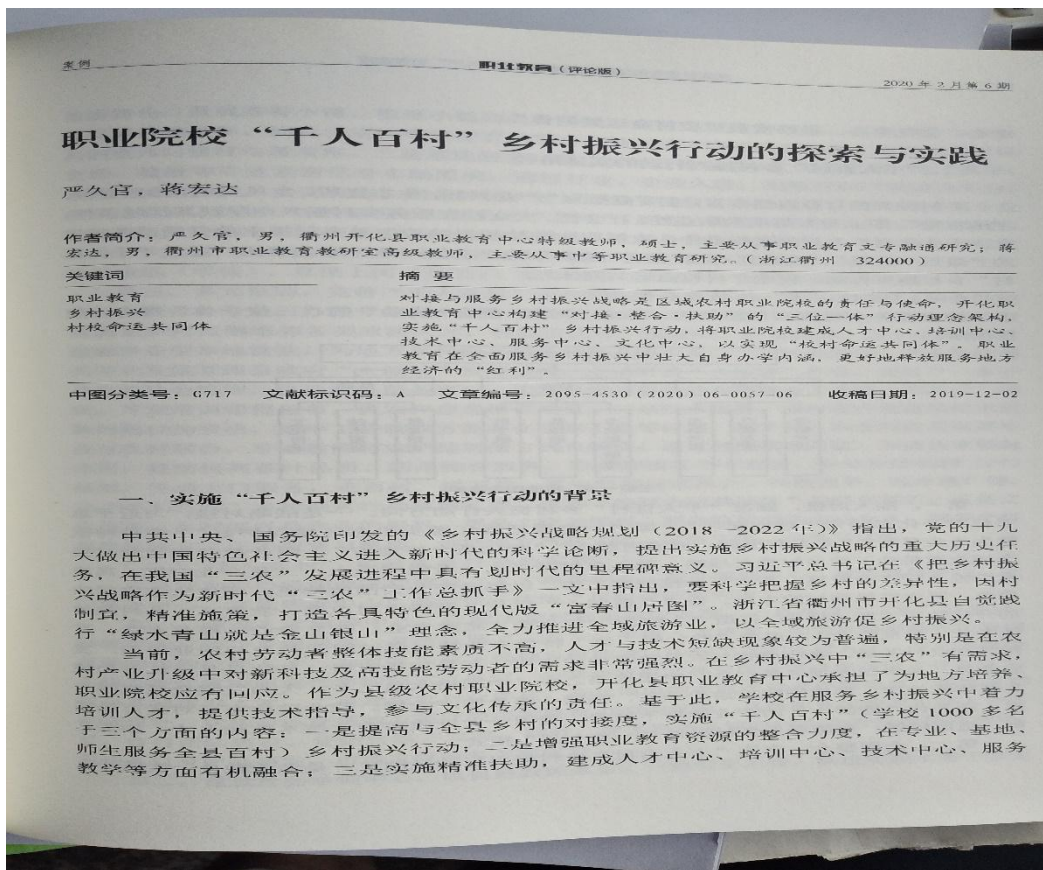 案例
职业教育（评论版）
2020 年 2 月第 6 期
职业院校“千人百村”乡村振兴行动的探索与实践
严久官，蒋宏达
作者简介：严久官，男，衢州开化县职业教育中心特级教师，硕士，主要从事职业教育文专融通研究；蒋
宏达，男，衢州市职业教育教研室高级教师，主要从事中等职业教育研究。（浙江衢州　324000）
关键词
职业教育
乡村振兴
村校命运共同体
摘　要
对接与服务乡村振兴战略是区域农村职业院校的责任与使命，开化职
业教育中心构建“对接·整合·扶助”的“三位一体”行动理念架构，
实施“千人百村”乡村振兴行动，将职业院校建成人才中心、培训中心、
技术中心、服务中心、文化中心，以实现“校村命运共同体”。职业
教育在全面服务乡村振兴中壮大自身办学内涵，更好地释放服务地方
经济的“红利”。
中图分类号：G717　文献标识码：A　文章编号：2095-4530（2020）06-0057-06　收稿日期：2019-12-02
一、实施“千人百村”乡村振兴行动的背景
中共中央、国务院印发的《乡村振兴战略规划（2018 -2022 年）》指出，党的十九
大做出中国特色社会主义进入新时代的科学论断，提出实施乡村振兴战略的重大历史任
务，在我国“三农”发展进程中具有划时代的里程碑意义。习近平总书记在《把乡村振
兴战略作为新时代“三农”工作总抓手》一文中指出，要科学把握乡村的差异性，因村
制宜，精准施策，打造各具特色的现代版“富春山居图”。浙江省衢州市开化县自觉践
行“绿水青山就是金山银山”理念，全力推进全域旅游业，以全域旅游促乡村振兴。
当前，农村劳动者整体技能素质不高，人才与技术短缺现象较为普遍，特别是在农
村产业升级中对新科技及高技能劳动者的需求非常强烈。在乡村振兴中“三农”有需求，
职业院校应有回应。作为县级农村职业院校，开化县职业教育中心承担了为地方培养、
培训人才，提供技术指导，参与文化传承的责任。基于此，学校在服务乡村振兴中着力
于三个方面的内容：一是提高与全县乡村的对接度，实施“千人百村”（学校 1000 多名
师生服务全县百村）乡村振兴行动；二是增强职业教育资源的整合力度，在专业、基地、
教学等方面有机融合；三是实施精准扶助，建成人才中心、培训中心、技术中心、服务